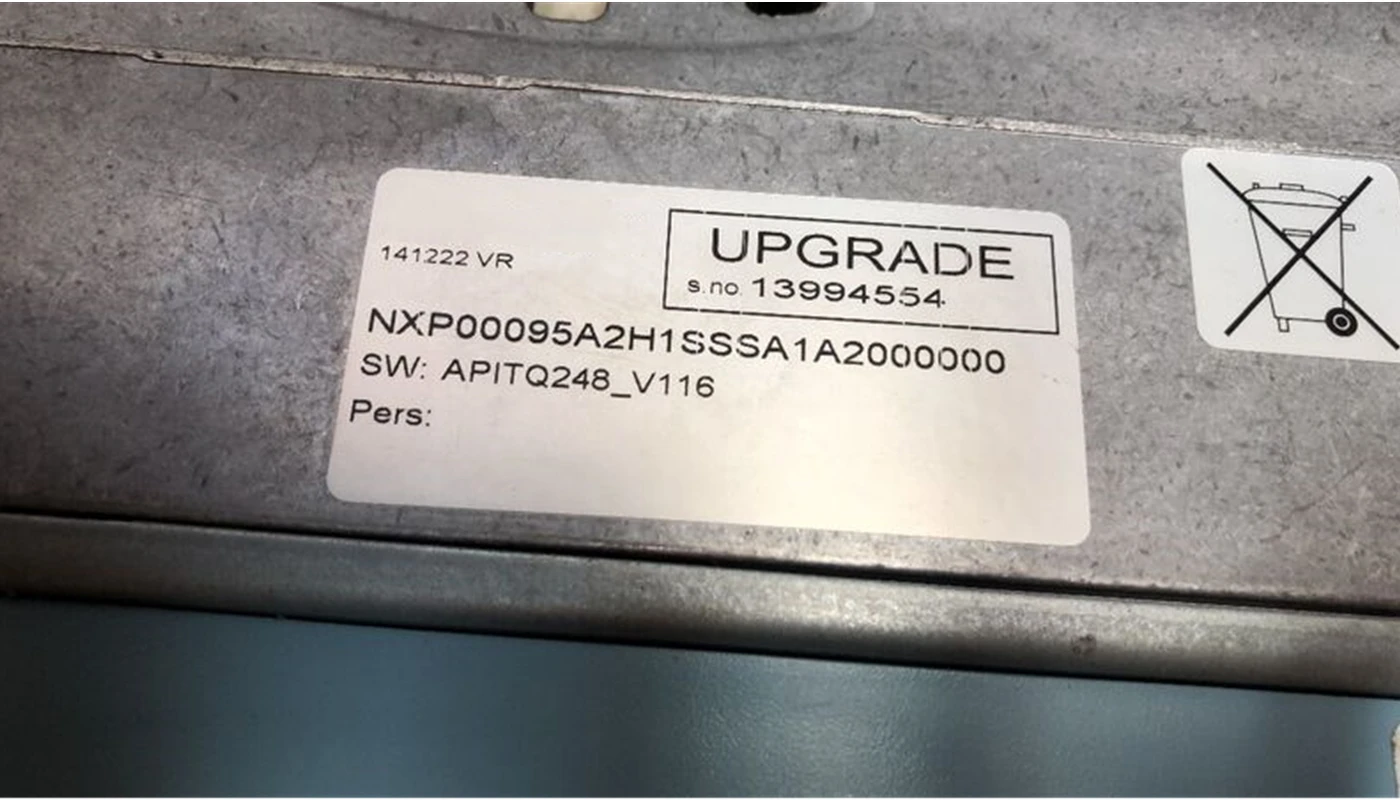 UPGRADE
141222 VR
s.no. 13994554
NXP00095A2H1SSSA1A2000000
SW: APITQ248_V116
Pers: